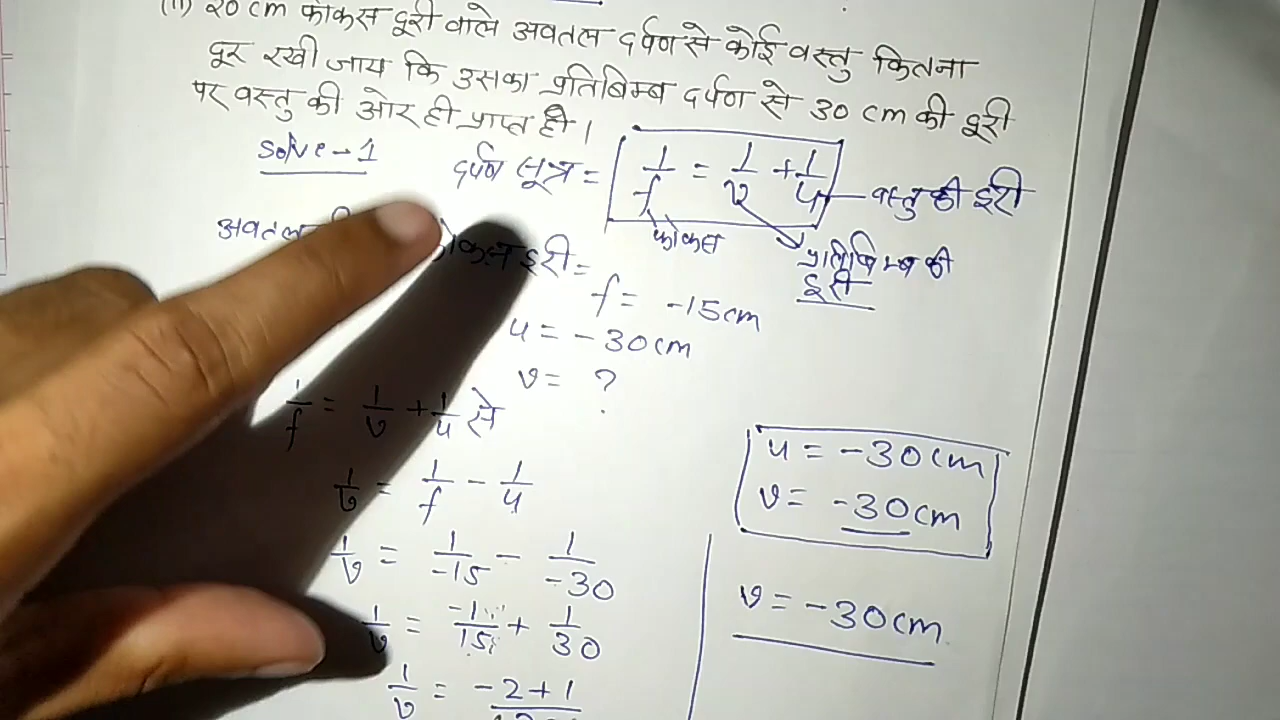 (ii) 20 cm फोकस दूरी वाले अवतल दर्पण से कोई वस्तु कितना
दूर रखी जाय कि उसका प्रतिबिम्ब दर्पण से 30 cm की दूरी
पर वस्तु की ओर ही प्राप्त हो।
Solve - 1
दर्पण सूत्र = 1/f = 1/v + 1/u वस्तु की दूरी
फोकस
प्रतिबिम्ब की
दूरी
अवतल दूरी =
f = -15cm
u = -30cm
v = ?
1/f = 1/v + 1/u से
1/v = 1/f - 1/u
1/v = 1/-15 - 1/-30
1/v = -1/15 + 1/30
1/v = -2+1
u = -30cm
v = -30cm
v = -30cm